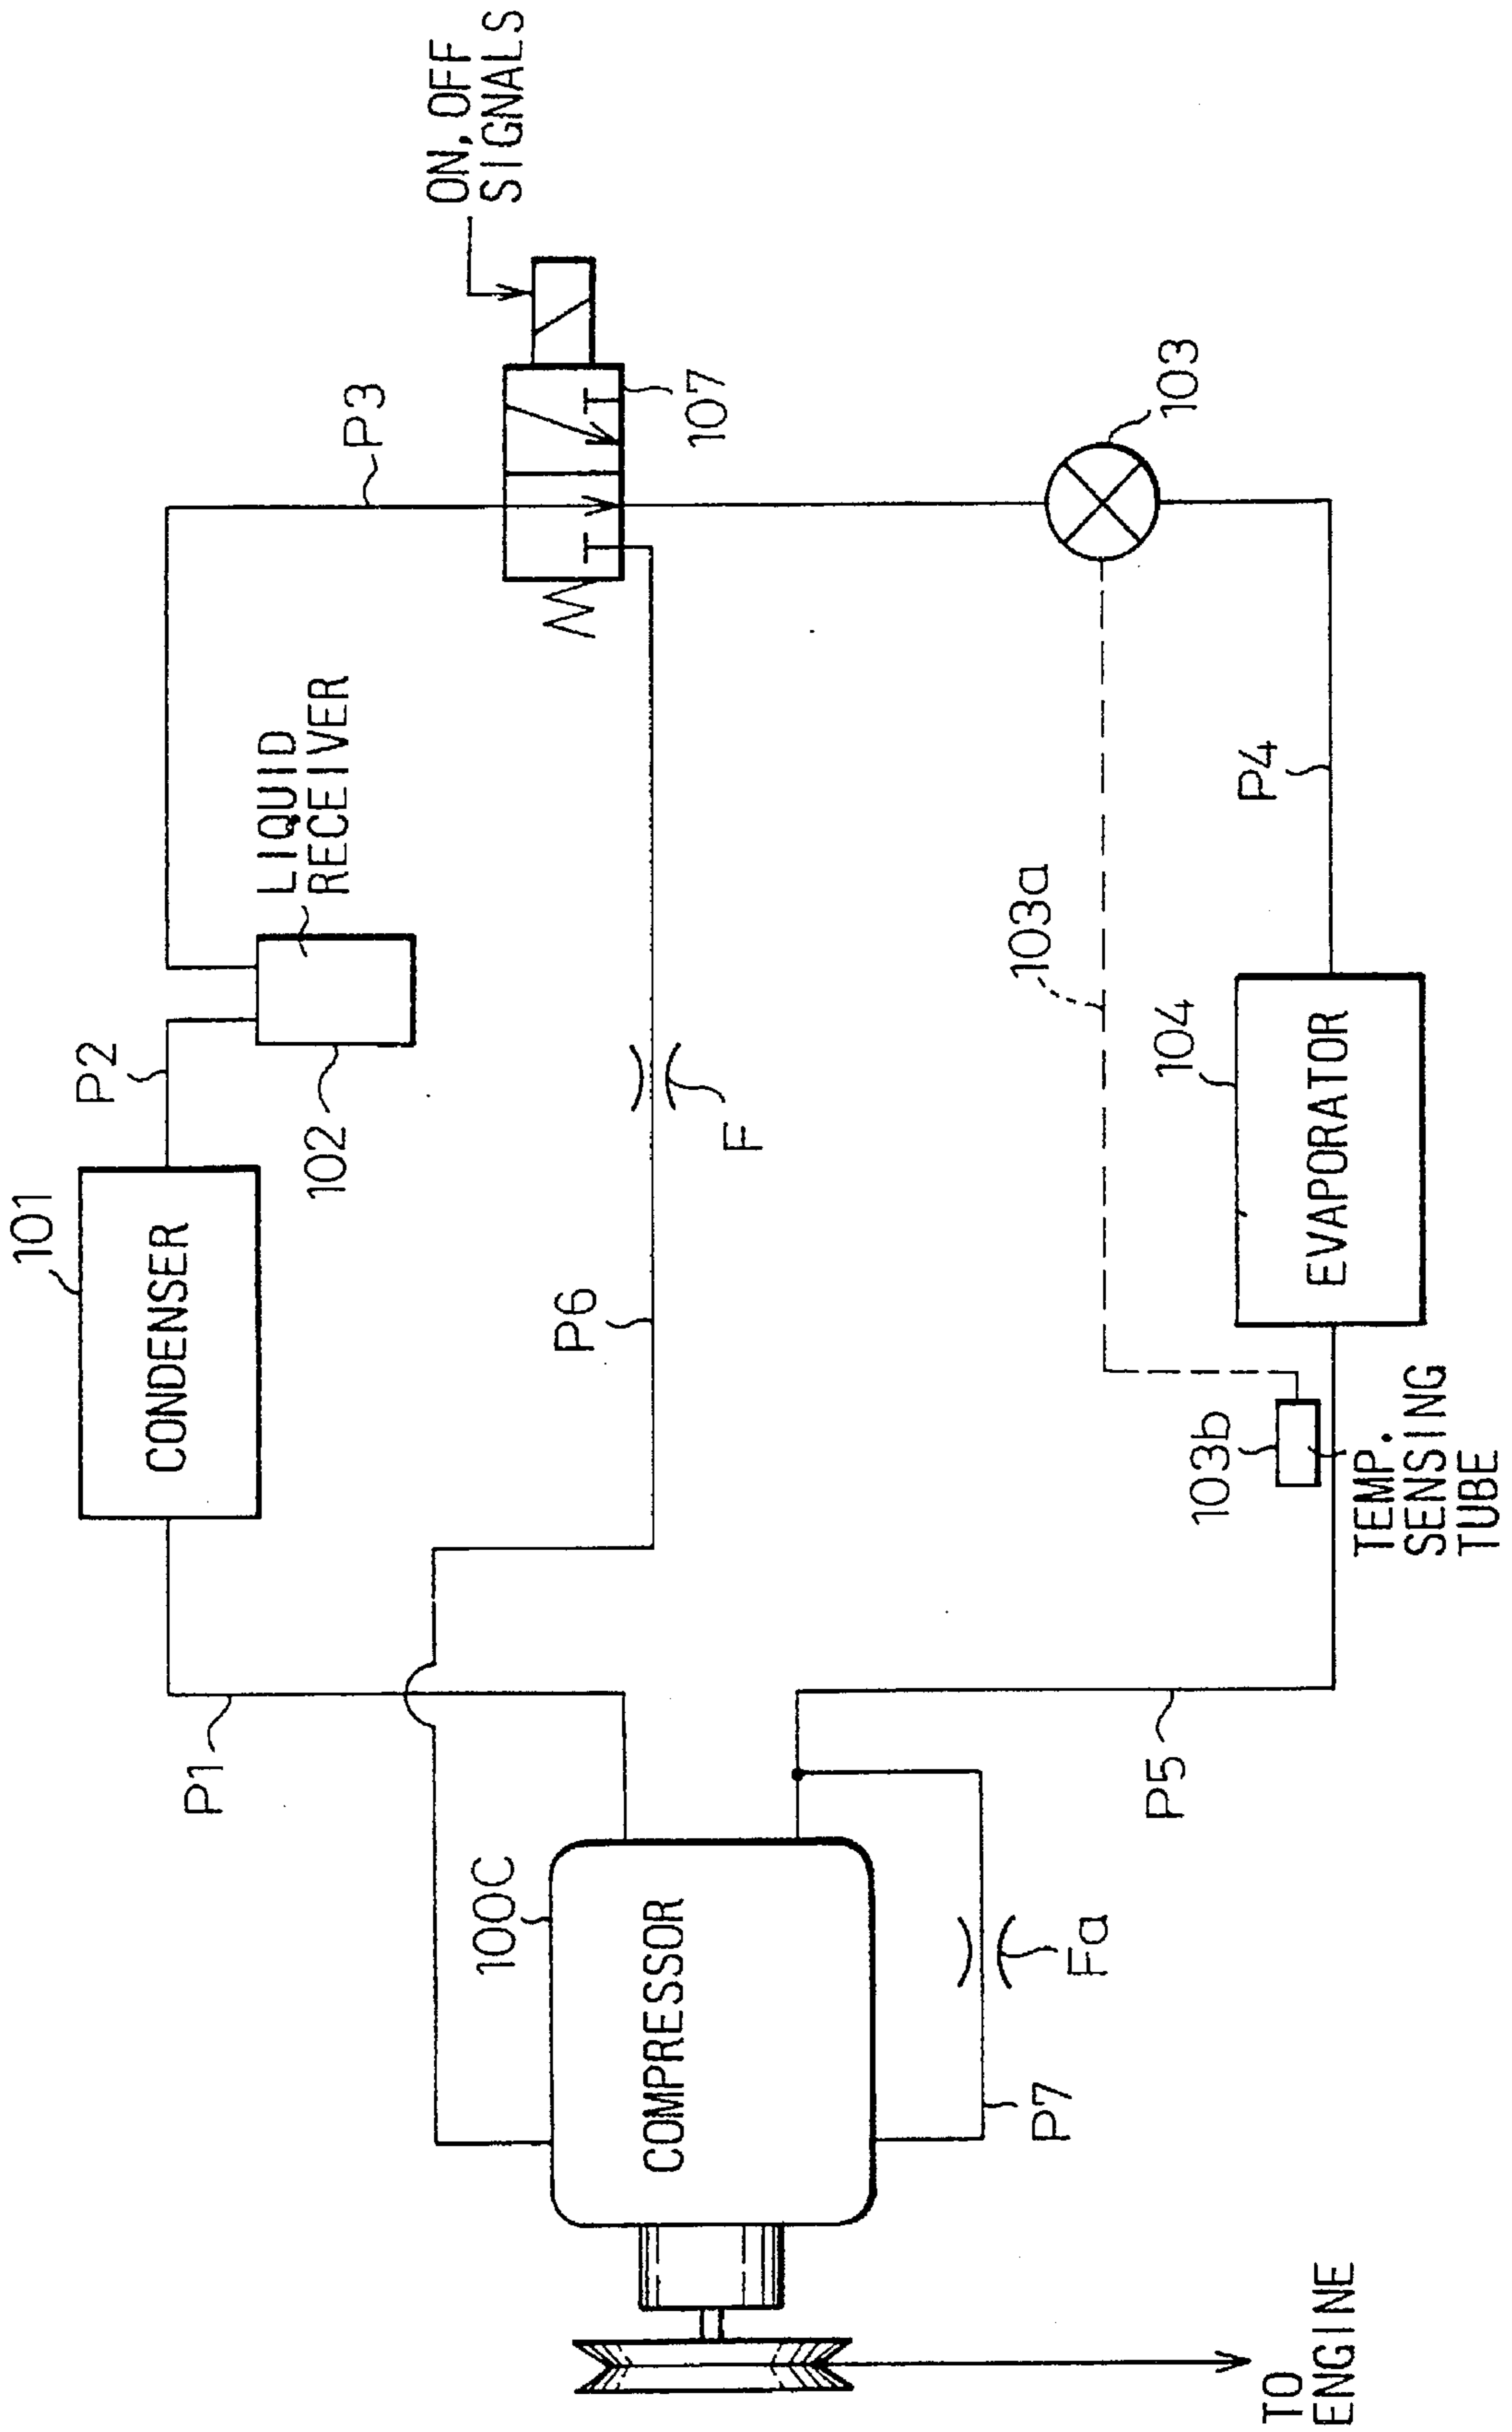 101
CONDENSER
P2
102
LIQUID
RECEIVER
P3
ON, OFF
SIGNALS
107
P1
P6
F
100C
COMPRESSOR
Fa
P7
P5
103a
103
P4
104
EVAPORATOR
103b
TEMP.
SENSING
TUBE
TO
ENGINE